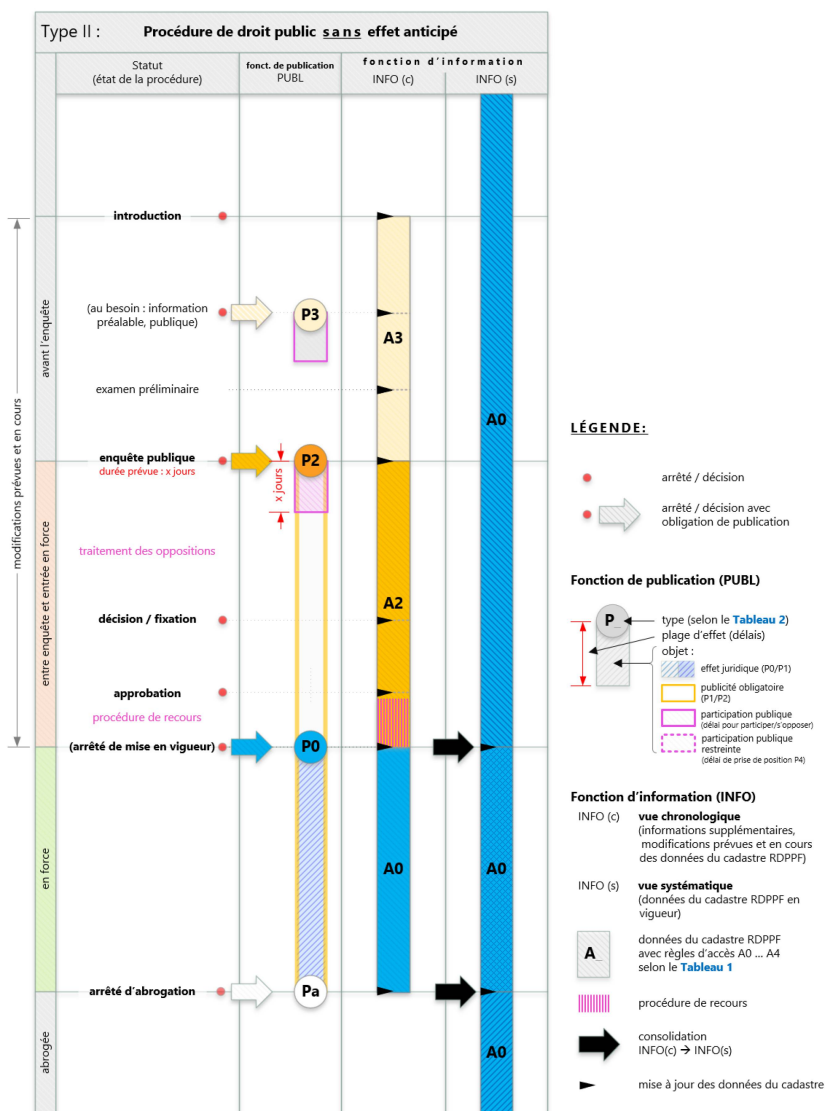 Type II : Procédure de droit public sans effet anticipé
Statut
(état de la procédure)
fonct. de publication
PUBL
fonction d'information
INFO (c)
INFO (s)
modifications prévues et en cours
avant l'enquête
entre enquête et entrée en force
en force
abrogée
introduction
(au besoin : information
préalable, publique)
P3
A3
examen préliminaire
A0
enquête publique
durée prévue : x jours
P2
x jours
traitement des oppositions
A2
décision / fixation
approbation
procédure de recours
(arrêté de mise en vigueur)
P0
A0
A0
arrêté d'abrogation
Pa
A0
LÉGENDE:
arrêté / décision
arrêté / décision avec
obligation de publication
Fonction de publication (PUBL)
P_
type (selon le Tableau 2)
plage d'effet (délais)
objet :
effet juridique (P0/P1)
publicité obligatoire
(P1/P2)
participation publique
(délai pour participer/s'opposer)
participation publique
restreinte
(délai de prise de position P4)
Fonction d'information (INFO)
INFO (c) vue chronologique
(informations supplémentaires,
modifications prévues et en cours
des données du cadastre RDPPF)
INFO (s) vue systématique
(données du cadastre RDPPF en
vigueur)
A_
données du cadastre RDPPF
avec règles d'accès A0 ... A4
selon le Tableau 1
procédure de recours
consolidation
INFO(c) → INFO(s)
mise à jour des données du cadastre